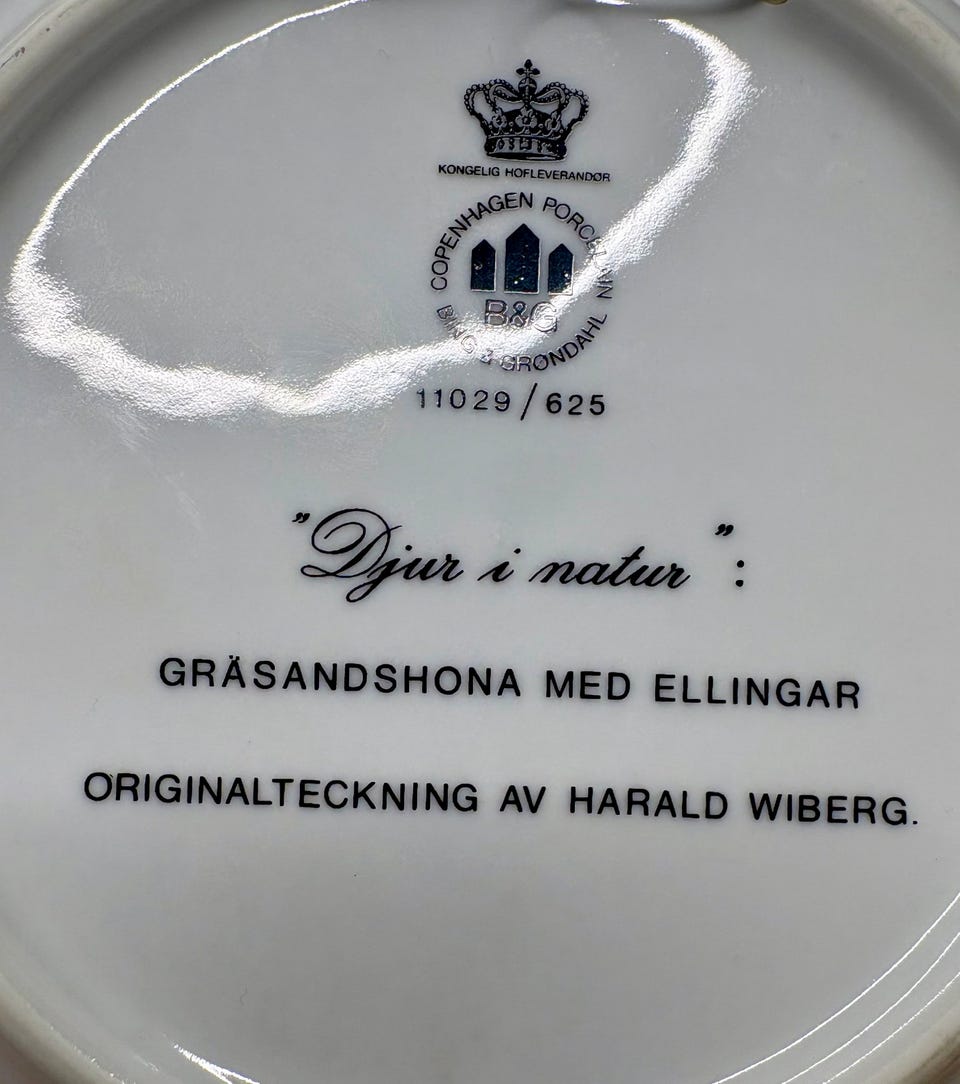 KONGELIG HOFLEVERANDØR
COPENHAGEN PORCELAIN
B&G
BING & GRØNDAHL
11029/625
”Djur i natur”:
GRÄSANDSHONA MED ELLINGAR
ORIGINALTECKNING AV HARALD WIBERG.